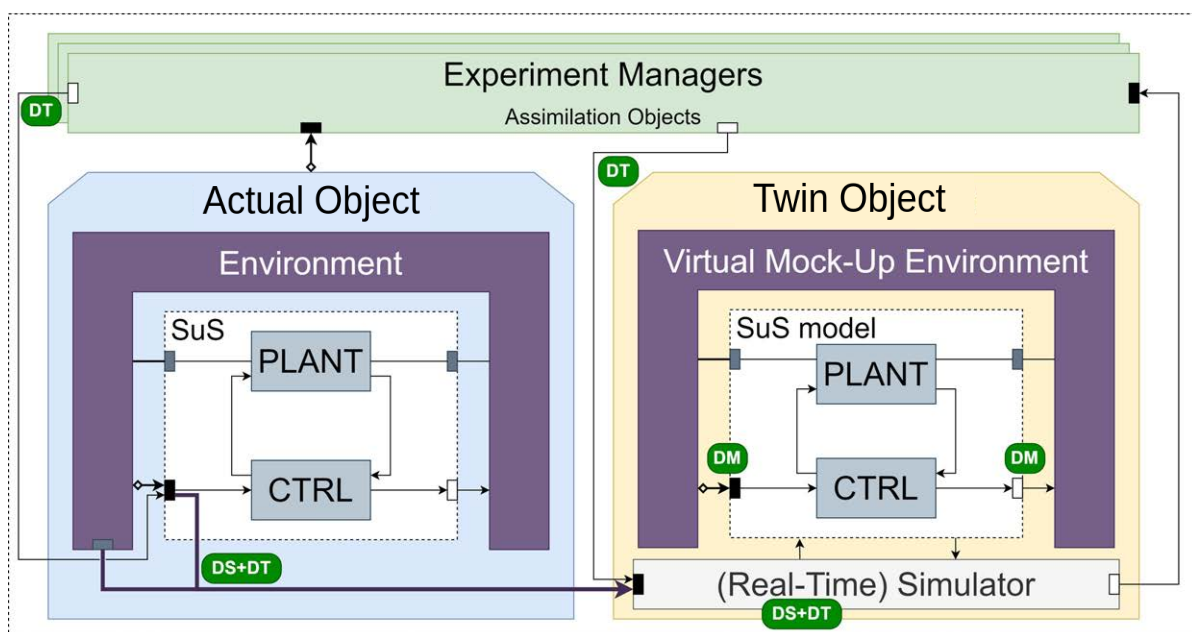 Experiment Managers
Assimilation Objects
DT
DT
Actual Object
Environment
SuS
PLANT
CTRL
DS+DT
Twin Object
Virtual Mock-Up Environment
SuS model
PLANT
DM
DM
CTRL
(Real-Time) Simulator
DS+DT